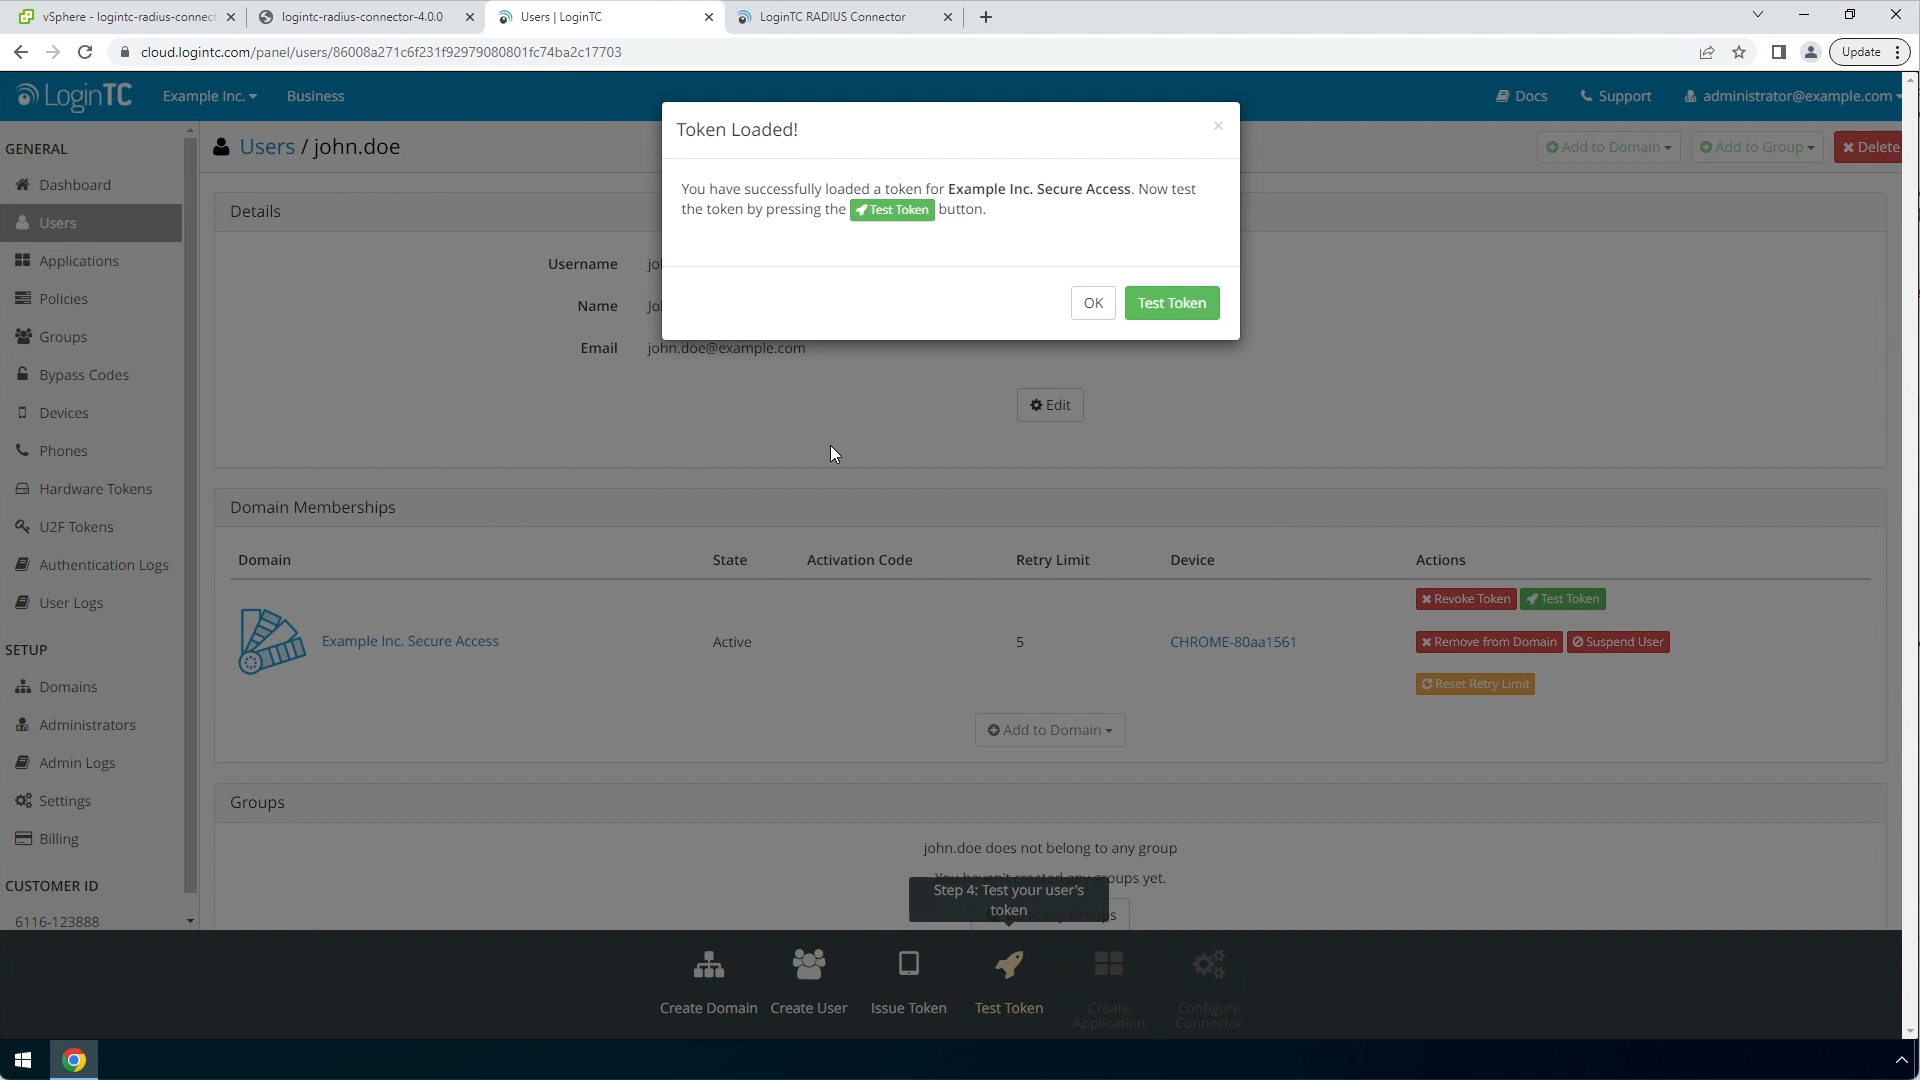 vSphere - logintc-radius-connect
logintc-radius-connector-4.0.0
Users | LoginTC
LoginTC RADIUS Connector
cloud.logintc.com/panel/users/86008a271c6f231f92979080801fc74ba2c17703
Update
LoginTC
Example Inc.
Business
Docs
Support
administrator@example.com
GENERAL
Dashboard
Users
Applications
Policies
Groups
Bypass Codes
Devices
Phones
Hardware Tokens
U2F Tokens
Authentication Logs
User Logs
SETUP
Domains
Administrators
Admin Logs
Settings
Billing
CUSTOMER ID
6116-123888
Users / john.doe
Add to Domain
Add to Group
Delete
Token Loaded!
You have successfully loaded a token for Example Inc. Secure Access. Now test
the token by pressing the Test Token button.
OK
Test Token
Details
Username
Name
Email
john.doe@example.com
Edit
Domain Memberships
Domain
State
Activation Code
Retry Limit
Device
Actions
Example Inc. Secure Access
Active
5
CHROME-80aa1561
Revoke Token
Test Token
Remove from Domain
Suspend User
Reset Retry Limit
Add to Domain
Groups
john.doe does not belong to any group
You haven't created any groups yet.
Step 4: Test your user's
token
Groups
Create Domain
Create User
Issue Token
Test Token
Create
Application
Configure
Connector